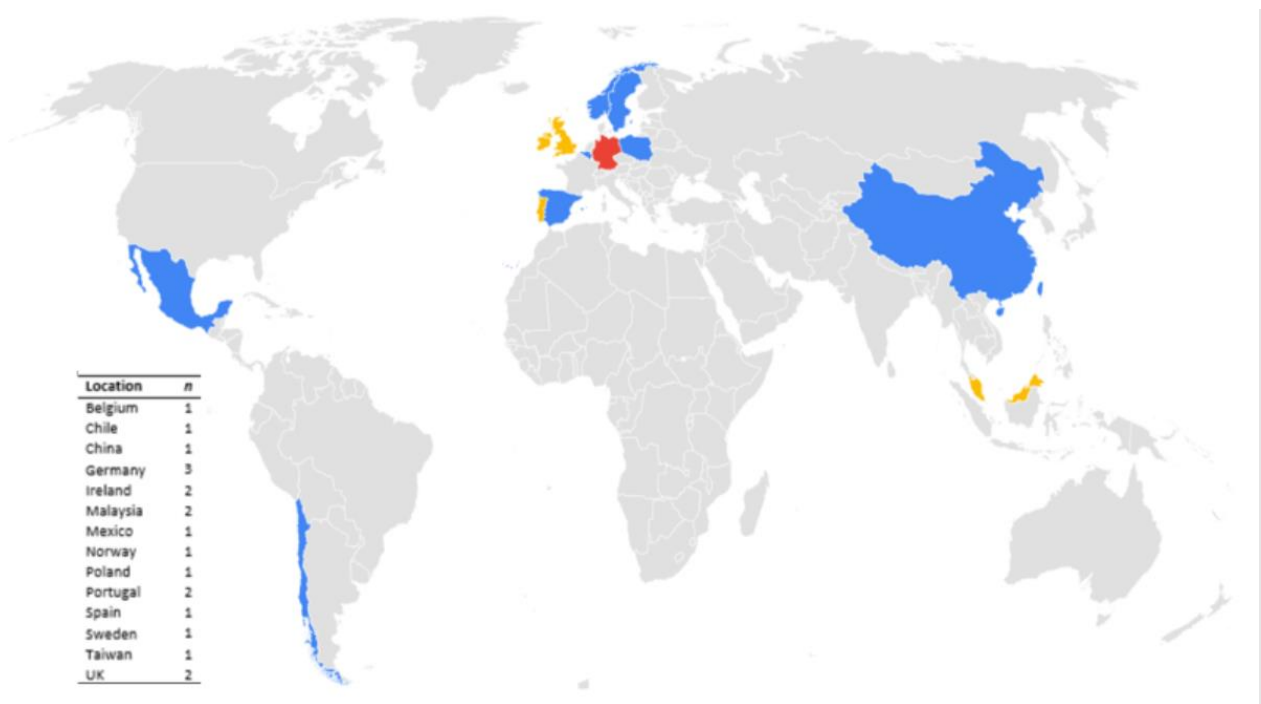 Location n
Belgium 1
Chile 1
China 1
Germany 3
Ireland 2
Malaysia 2
Mexico 1
Norway 1
Poland 1
Portugal 2
Spain 1
Sweden 1
Taiwan 1
UK 2